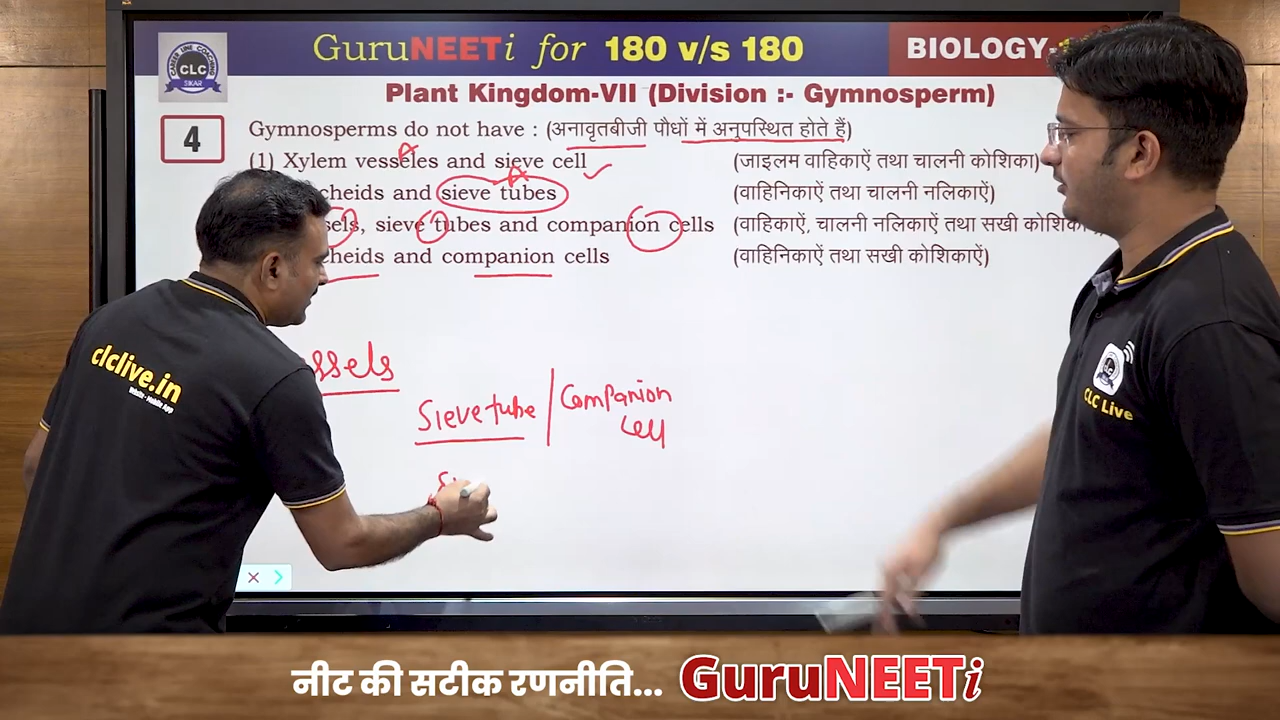 CAREER LINE COACHING
CLC
SIKAR
GuruNEETi for 180 v/s 180
BIOLOGY
Plant Kingdom-VII (Division :- Gymnosperm)
4
Gymnosperms do not have : (अनावृतबीजी पौधों में अनुपस्थित होते हैं)
(1) Xylem vesseles and sieve cell (जाइलम वाहिकाऐं तथा चालनी कोशिका)
cheids and sieve tubes (वाहिनिकाऐं तथा चालनी नलिकाऐं)
sels, sieve tubes and companion cells (वाहिकाऐं, चालनी नलिकाऐं तथा सखी कोशिकाऐं
cheids and companion cells (वाहिनिकाऐं तथा सखी कोशिकाऐं)
ssels
Sieve tube / Companion
Cell
clclive.in
Website - Mobile App
CLC Live
नीट की सटीक रणनीति... GuruNEETi